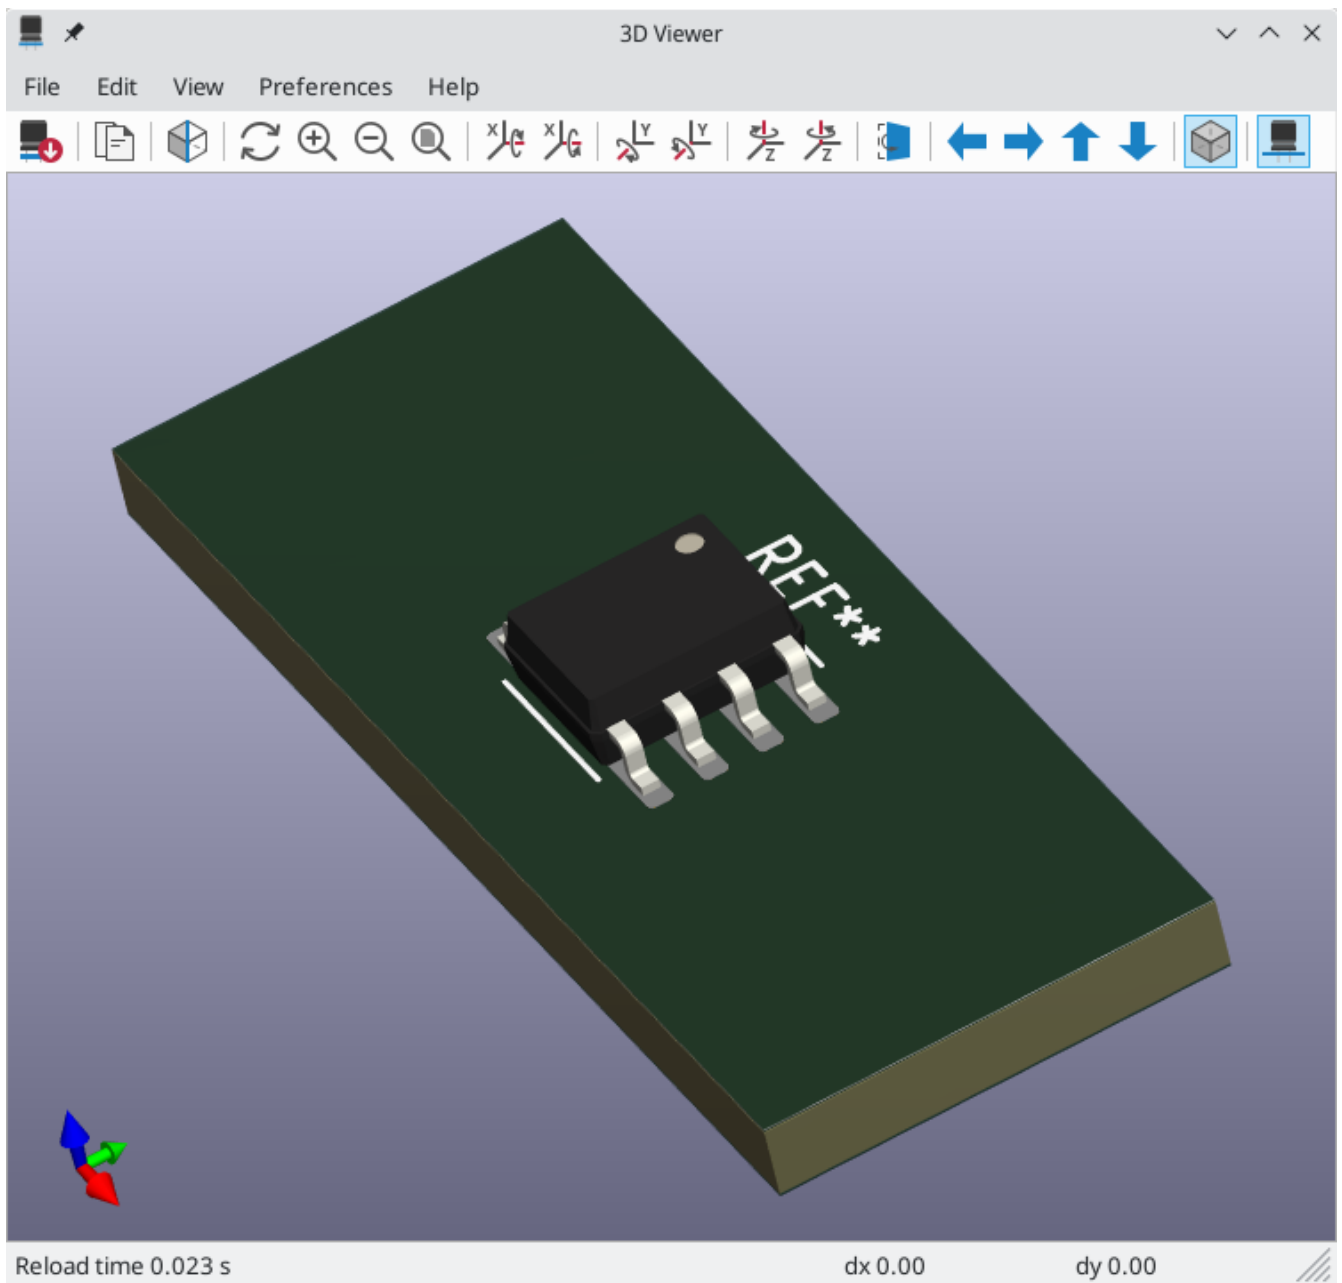 3D Viewer
File Edit View Preferences Help
X X Y Y Z Z
REF**
Reload time 0.023 s dx 0.00 dy 0.00